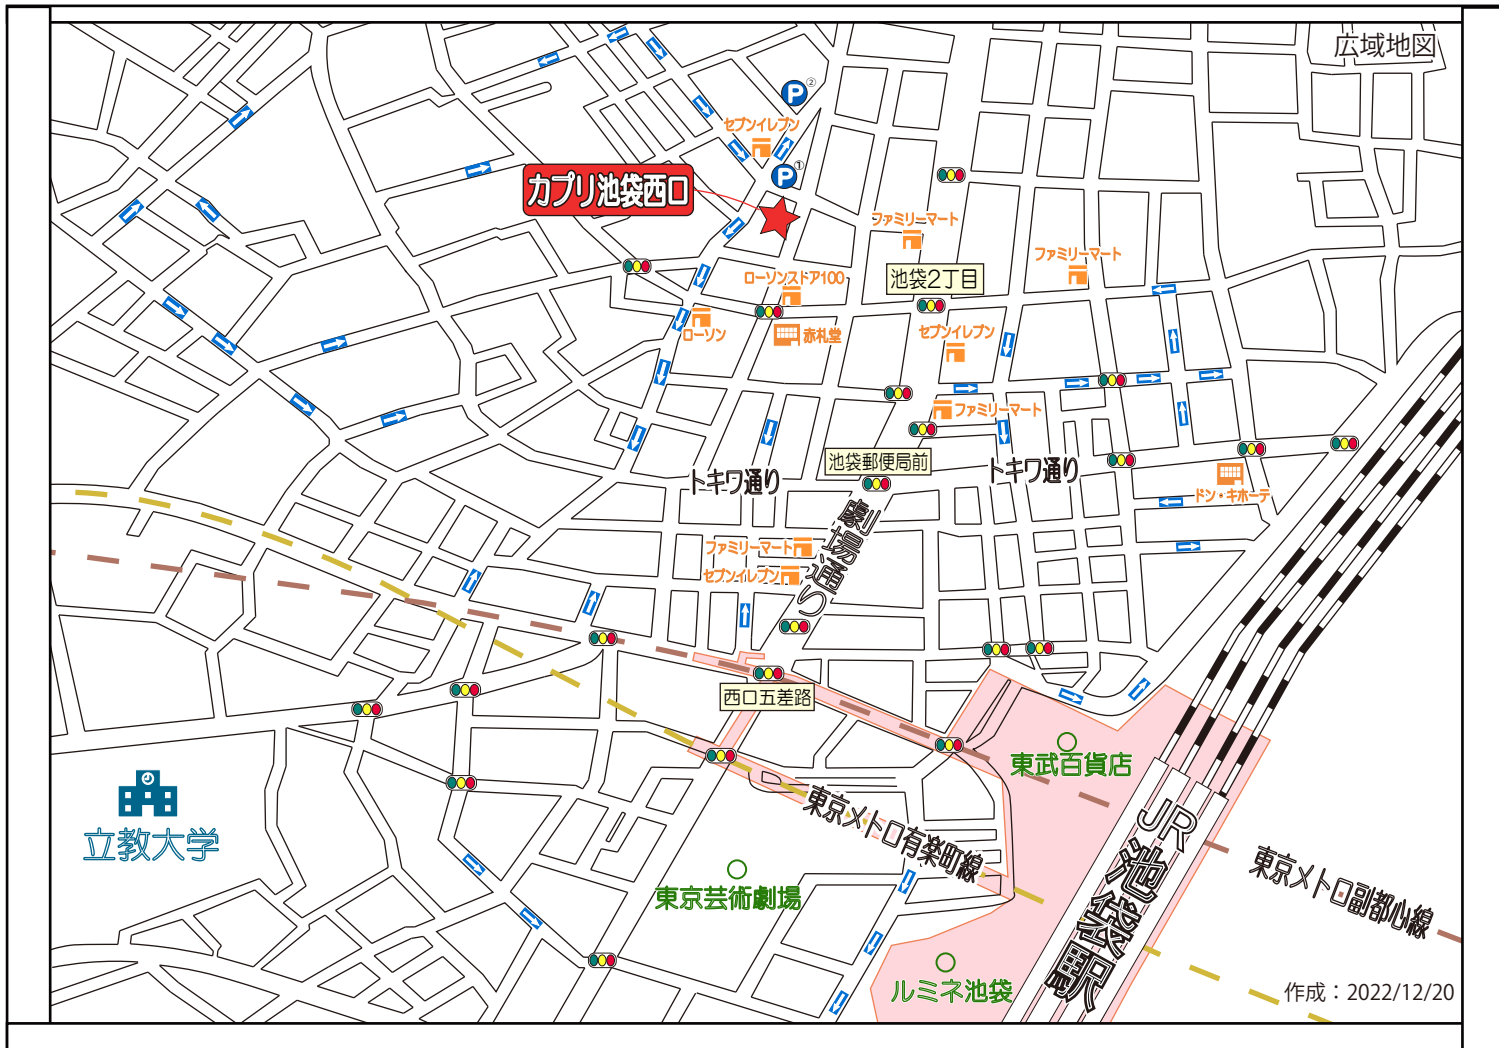 広域地図
P②
セブンイレブン
P①
カプリ池袋西口
ファミリーマート
ファミリーマート
池袋2丁目
ローソンストア100
ローソン
赤札堂
セブンイレブン
ファミリーマート
池袋郵便局前
トキワ通り
トキワ通り
ドン・キホーテ
劇場通り
ファミリーマート
セブンイレブン
西口五差路
東武百貨店
立教大学
東京メトロ有楽町線
JR池袋駅
東京芸術劇場
東京メトロ副都心線
ルミネ池袋
作成：2022/12/20